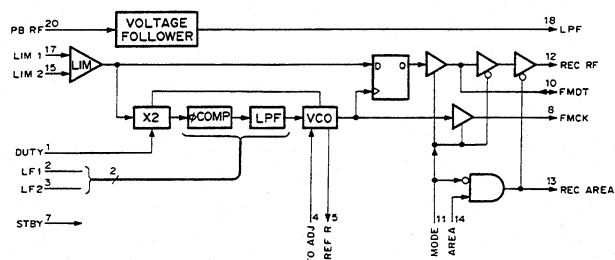 PB RF 20 VOLTAGE FOLLOWER 18 LPF
LIM 1 17
LIM 2 15
LIM
D D
12 REC RF
10 FMDT
8 FMCK
X2 φCOMP LPF VCO
DUTY 1
LF1 2
LF2 3
2
STBY 7
O ADJ 4
REF R 5
MODE 11
AREA 14
13 REC AREA